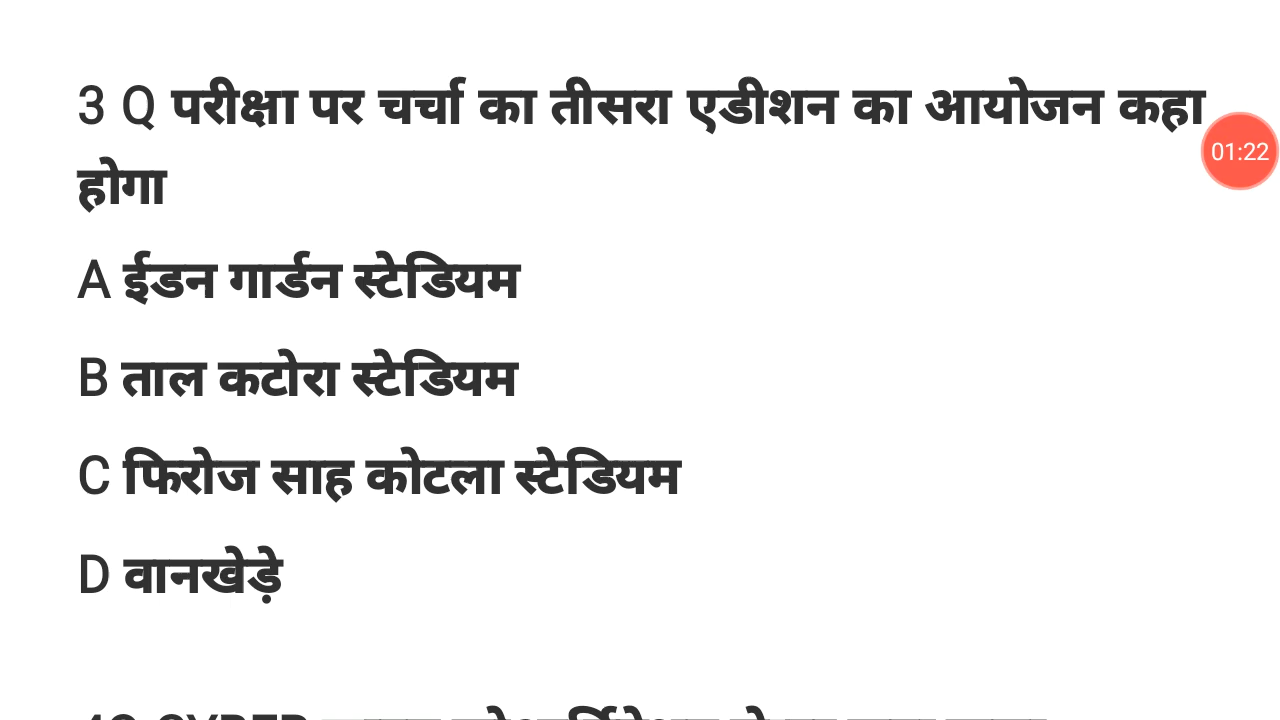 3 Q परीक्षा पर चर्चा का तीसरा एडीशन का आयोजन कहा
होगा
01:22
A ईडन गार्डन स्टेडियम
B ताल कटोरा स्टेडियम
C फिरोज साह कोटला स्टेडियम
D वानखेड़े